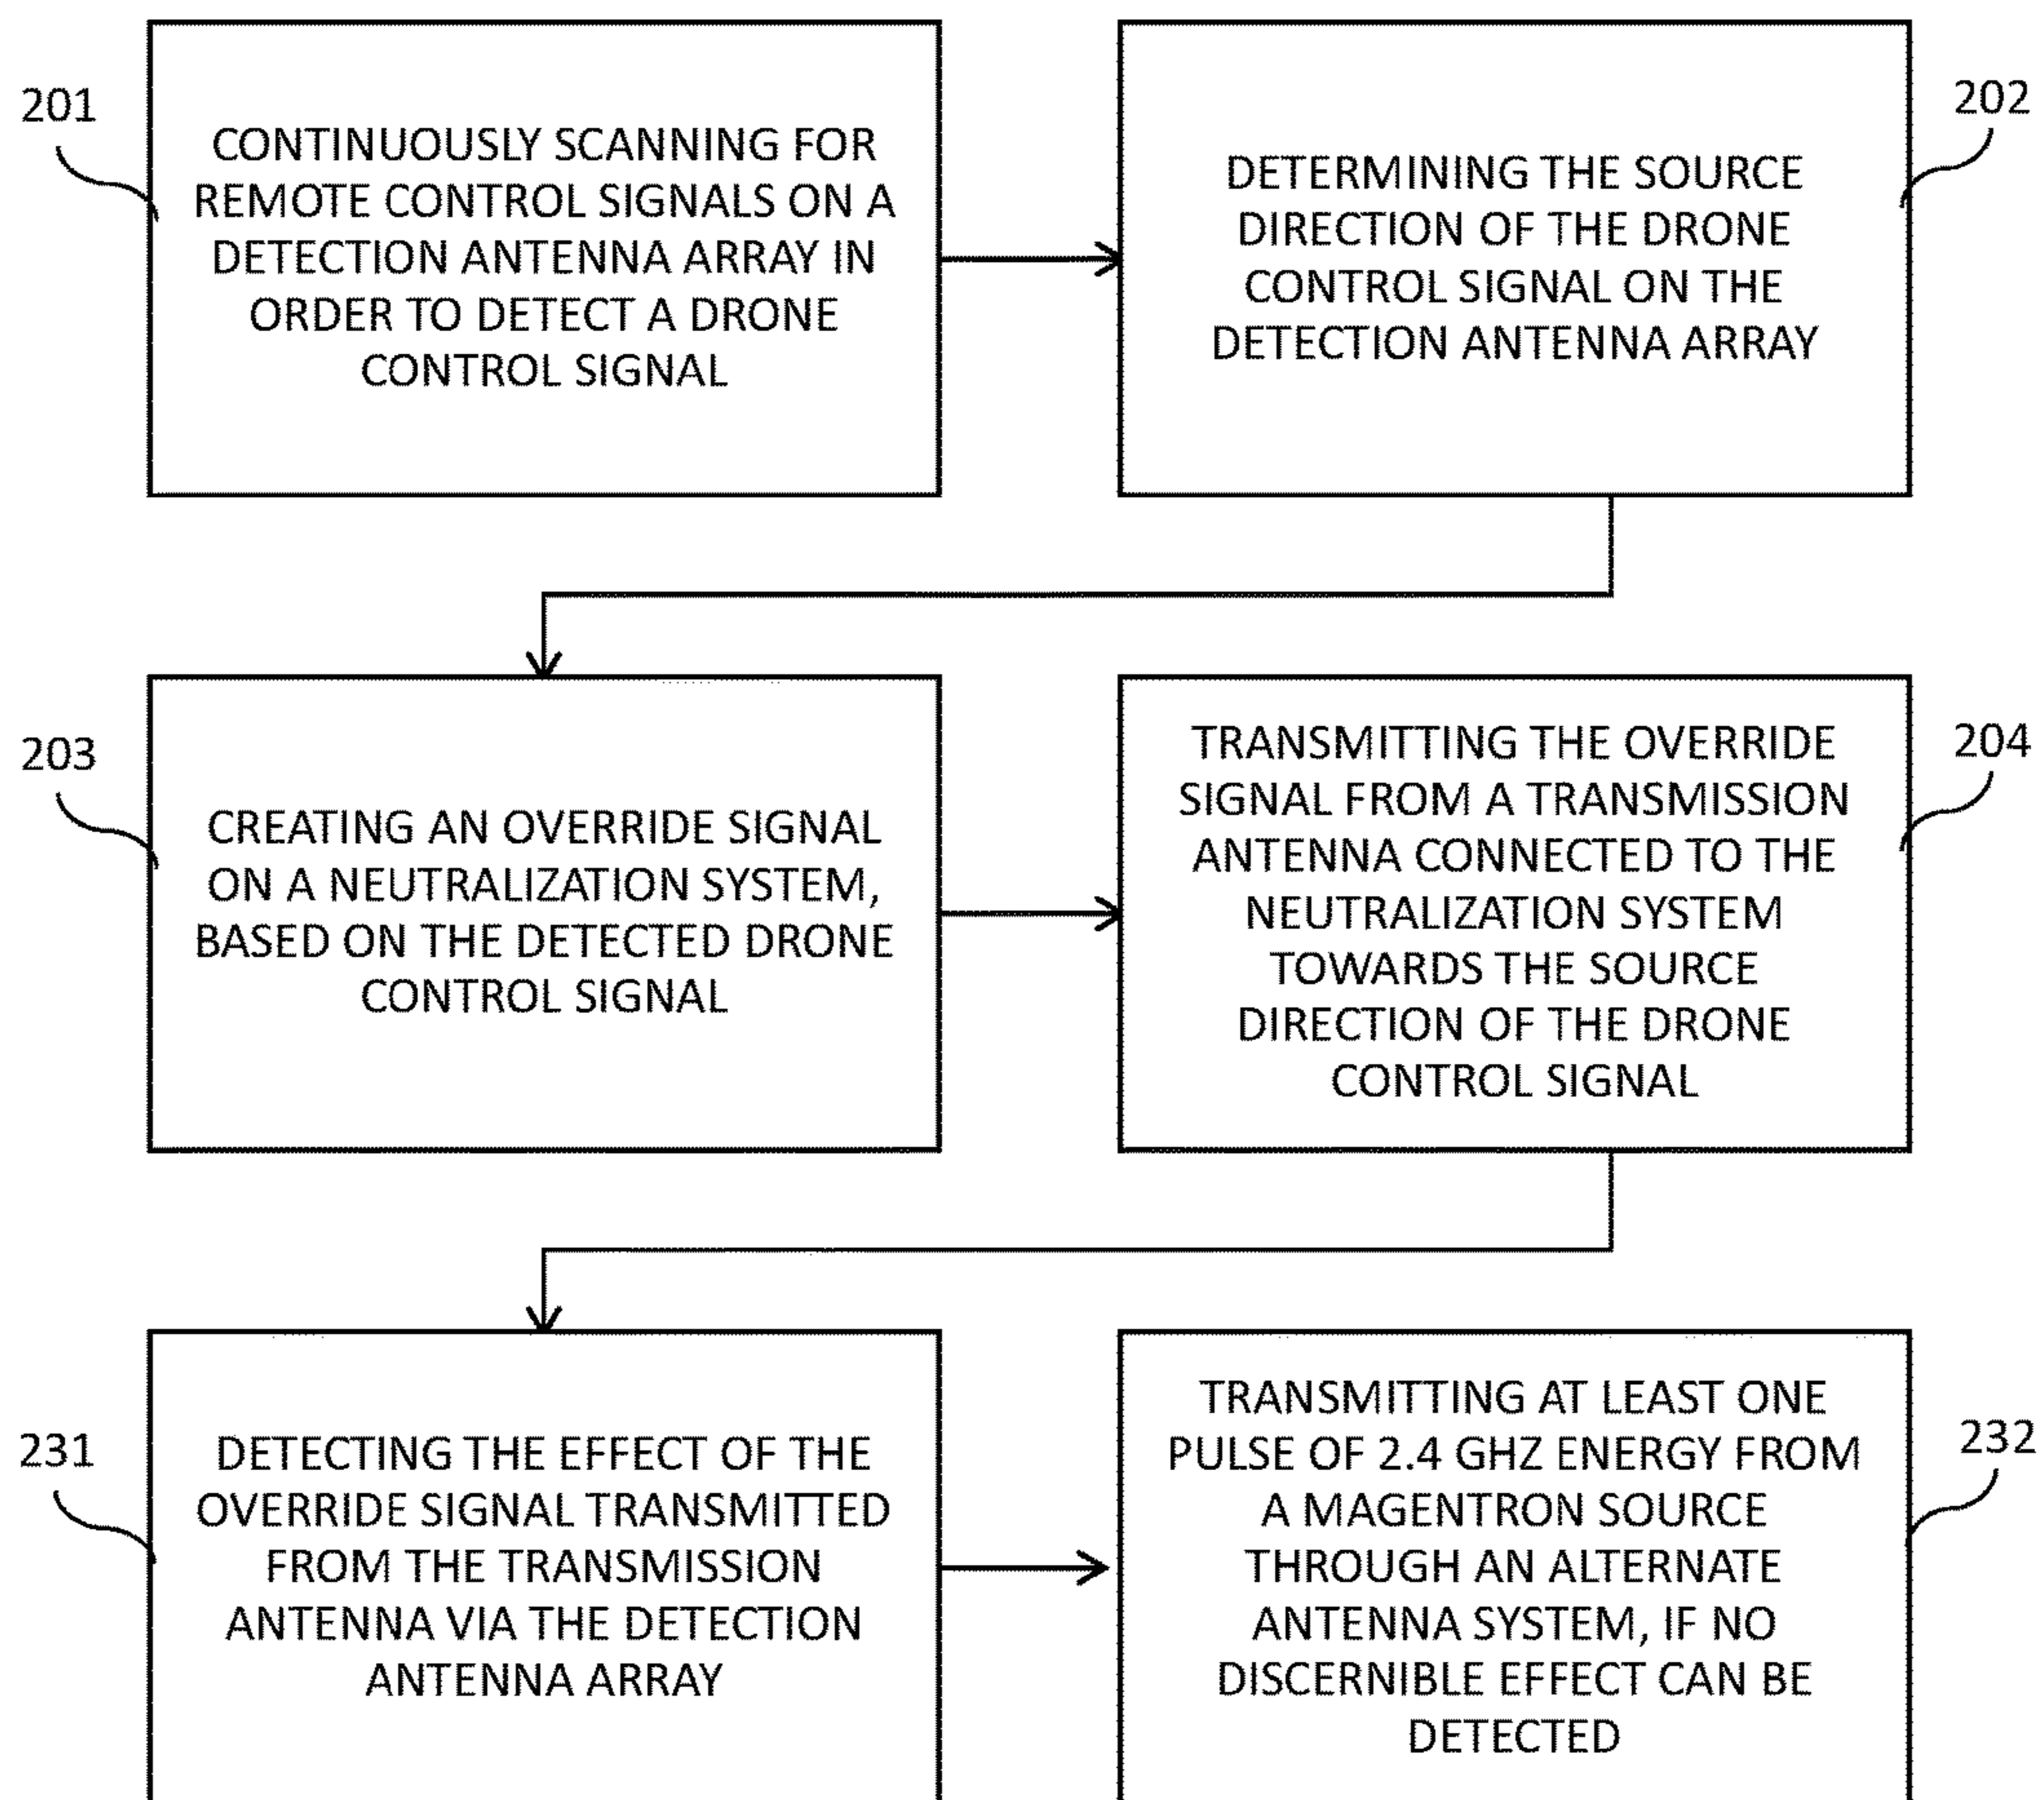 201
CONTINUOUSLY SCANNING FOR
REMOTE CONTROL SIGNALS ON A
DETECTION ANTENNA ARRAY IN
ORDER TO DETECT A DRONE
CONTROL SIGNAL
202
DETERMINING THE SOURCE
DIRECTION OF THE DRONE
CONTROL SIGNAL ON THE
DETECTION ANTENNA ARRAY
203
CREATING AN OVERRIDE SIGNAL
ON A NEUTRALIZATION SYSTEM,
BASED ON THE DETECTED DRONE
CONTROL SIGNAL
204
TRANSMITTING THE OVERRIDE
SIGNAL FROM A TRANSMISSION
ANTENNA CONNECTED TO THE
NEUTRALIZATION SYSTEM
TOWARDS THE SOURCE
DIRECTION OF THE DRONE
CONTROL SIGNAL
231
DETECTING THE EFFECT OF THE
OVERRIDE SIGNAL TRANSMITTED
FROM THE TRANSMISSION
ANTENNA VIA THE DETECTION
ANTENNA ARRAY
232
TRANSMITTING AT LEAST ONE
PULSE OF 2.4 GHZ ENERGY FROM
A MAGENTRON SOURCE
THROUGH AN ALTERNATE
ANTENNA SYSTEM, IF NO
DISCERNIBLE EFFECT CAN BE
DETECTED